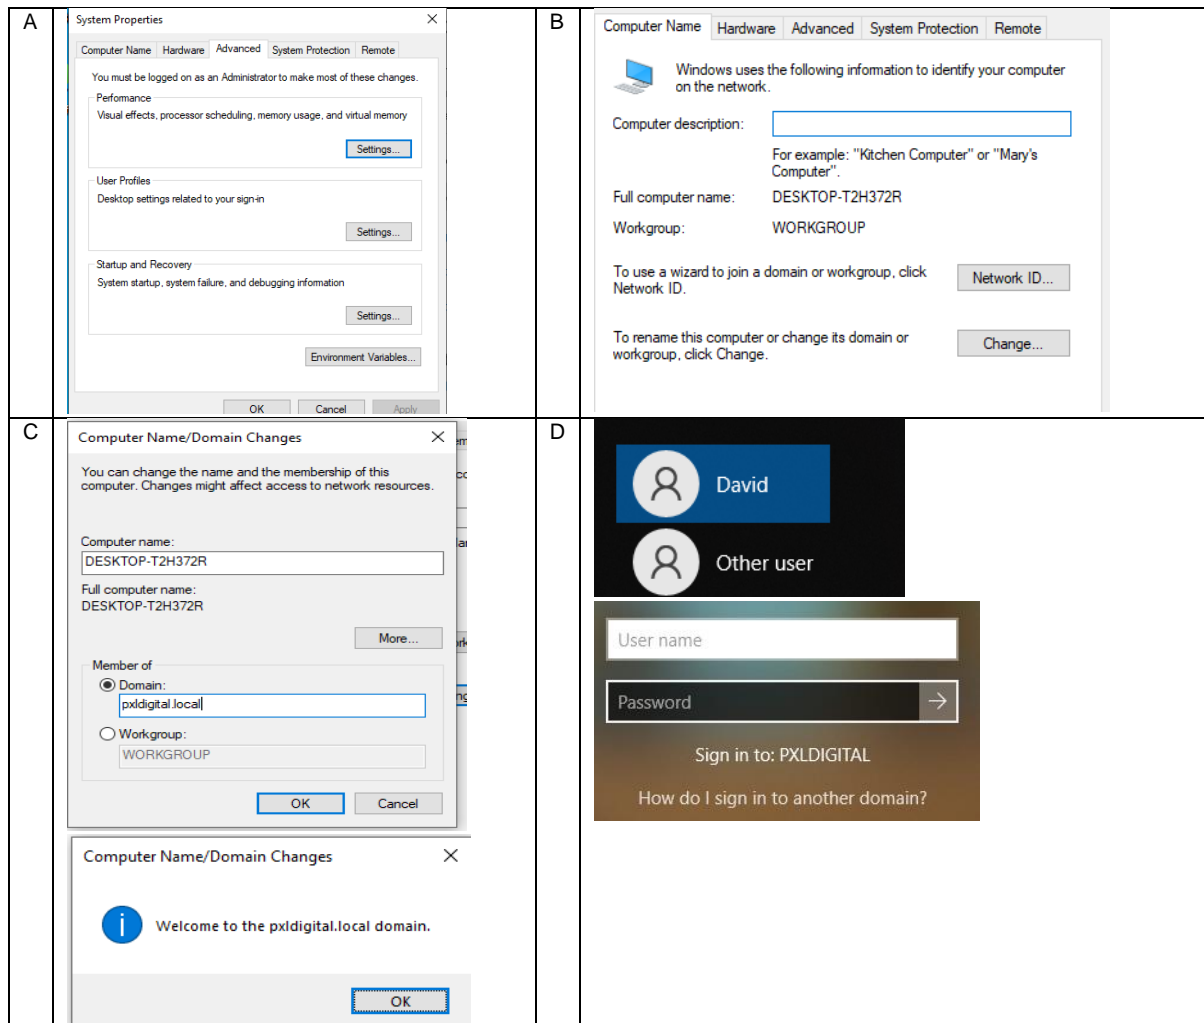 A
System Properties
Computer Name Hardware Advanced System Protection Remote
You must be logged on as an Administrator to make most of these changes.
Performance
Visual effects, processor scheduling, memory usage, and virtual memory
Settings...
User Profiles
Desktop settings related to your sign-in
Settings...
Startup and Recovery
System startup, system failure, and debugging information
Settings...
Environment Variables...
OK Cancel Apply
B
Computer Name Hardware Advanced System Protection Remote
Windows uses the following information to identify your computer
on the network.
Computer description:
For example: "Kitchen Computer" or "Mary's
Computer".
Full computer name: DESKTOP-T2H372R
Workgroup: WORKGROUP
To use a wizard to join a domain or workgroup, click
Network ID.
Network ID...
To rename this computer or change its domain or
workgroup, click Change.
Change...
C
Computer Name/Domain Changes
You can change the name and the membership of this
computer. Changes might affect access to network resources.
Computer name:
DESKTOP-T2H372R
Full computer name:
DESKTOP-T2H372R
More...
Member of
Domain:
pxldigital.local
Workgroup:
WORKGROUP
OK Cancel
Computer Name/Domain Changes
Welcome to the pxldigital.local domain.
OK
D
David
Other user
User name
Password
Sign in to: PXLDIGITAL
How do I sign in to another domain?